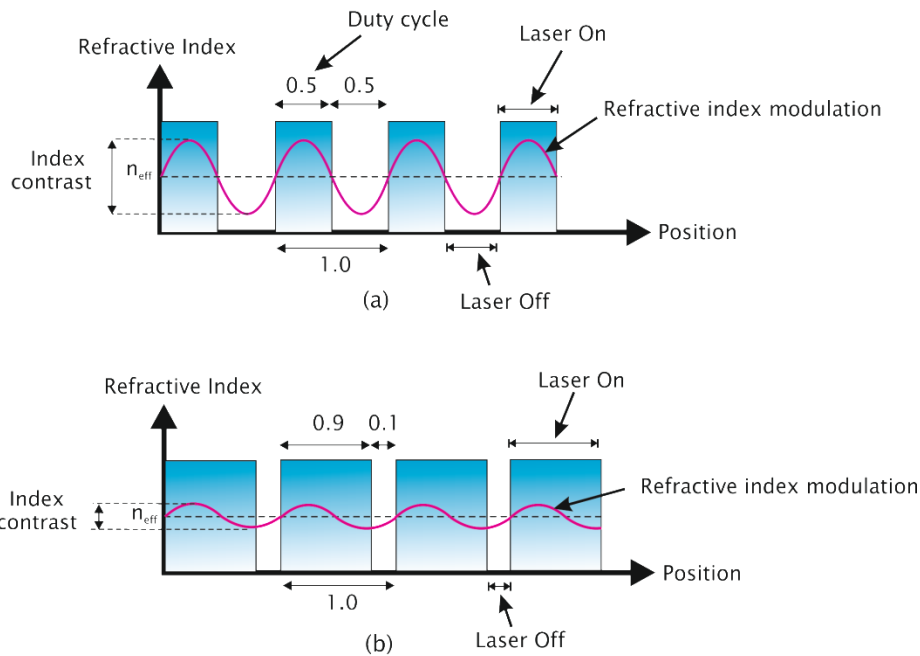 Duty cycle
Refractive Index
Laser On
0.5 0.5
Refractive index modulation
Index
contrast
neff
Position
1.0
Laser Off
(a)
Refractive Index
Laser On
0.9 0.1
Refractive index modulation
Index
contrast
neff
Position
1.0
Laser Off
(b)